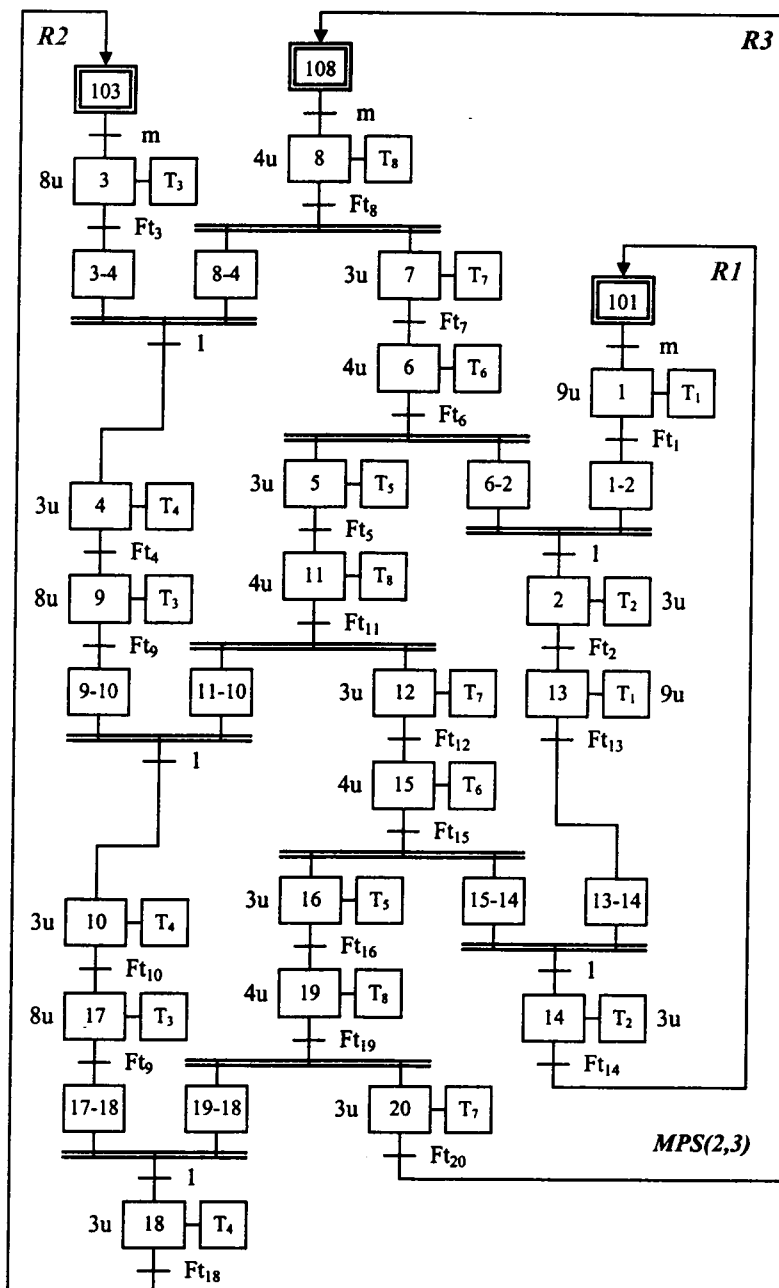 R2
R3
103
108
m
m
8u 3 T₃
4u 8 T₈
Ft₃
Ft₈
3-4
8-4
3u 7 T₇
R1
101
Ft₇
1
m
4u 6 T₆
9u 1 T₁
Ft₆
Ft₁
3u 4 T₄
3u 5 T₅
6-2
1-2
Ft₄
Ft₅
1
8u 9 T₃
4u 11 T₈
2 T₂ 3u
Ft₉
Ft₁₁
Ft₂
9-10
11-10
3u 12 T₇
13 T₁ 9u
1
Ft₁₂
Ft₁₃
4u 15 T₆
Ft₁₅
3u 10 T₄
3u 16 T₅
15-14
13-14
Ft₁₀
Ft₁₆
1
8u 17 T₃
4u 19 T₈
14 T₂ 3u
Ft₉
Ft₁₉
Ft₁₄
17-18
19-18
3u 20 T₇
1
Ft₂₀
MPS(2,3)
3u 18 T₄
Ft₁₈